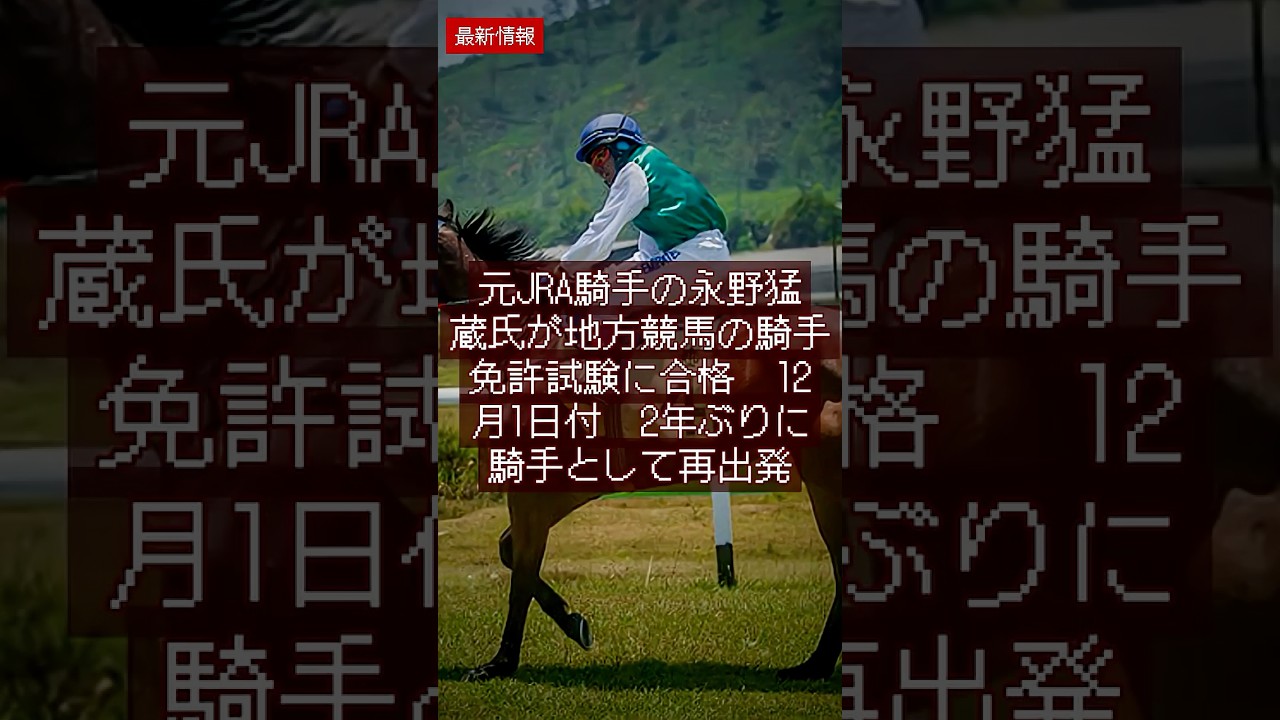 最新情報
元JRA騎手の永野猛
蔵氏が地方競馬の騎手
免許試験に合格　12
月1日付　2年ぶりに
騎手として再出発